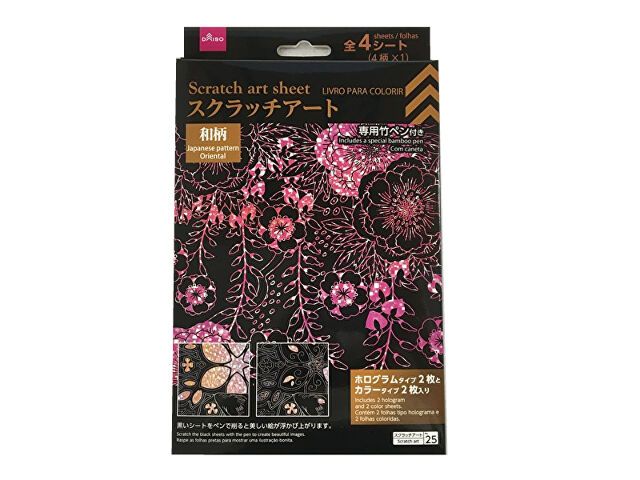 DAISO
sheets / folhas
全4シート
(4柄×1)
Scratch art sheet
LIVRO PARA COLORIR
スクラッチアート
和柄
Japanese pattern
Oriental
専用竹ペン付き
Includes a special bamboo pen
Com caneta
ホログラムタイプ2枚と
カラータイプ2枚入り
Includes 2 hologram
and 2 color sheets.
Contém 2 folhas tipo holograma e
2 folhas coloridas.
黒いシートをペンで削ると美しい絵が浮かび上がります。
Scratch the black sheets with the pen to create beautiful images.
Raspe as folhas pretas para mostrar uma ilustração bonita.
スクラッチアート
Scratch art
No.
25